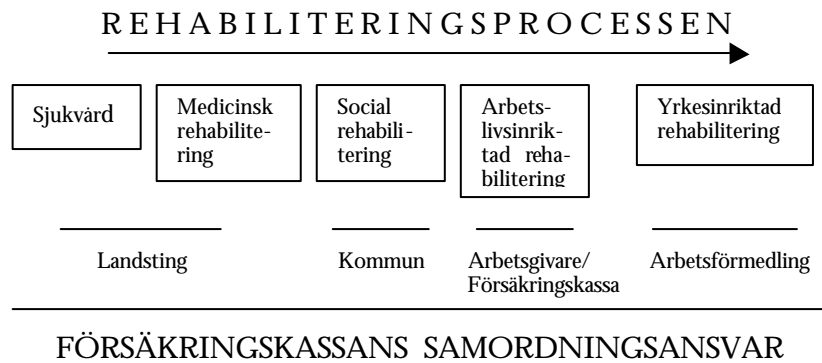 REHABILITERINGSPROCESSEN
Sjukvård
Medicinsk
rehabilite-
ring
Social
rehabili-
tering
Arbets-
livsinrik-
tad reha-
bilitering
Yrkesinriktad
rehabilitering
Landsting
Kommun
Arbetsgivare/
Försäkringskassa
Arbetsförmedling
FÖRSÄKRINGSKASSANS SAMORDNINGSANSVAR